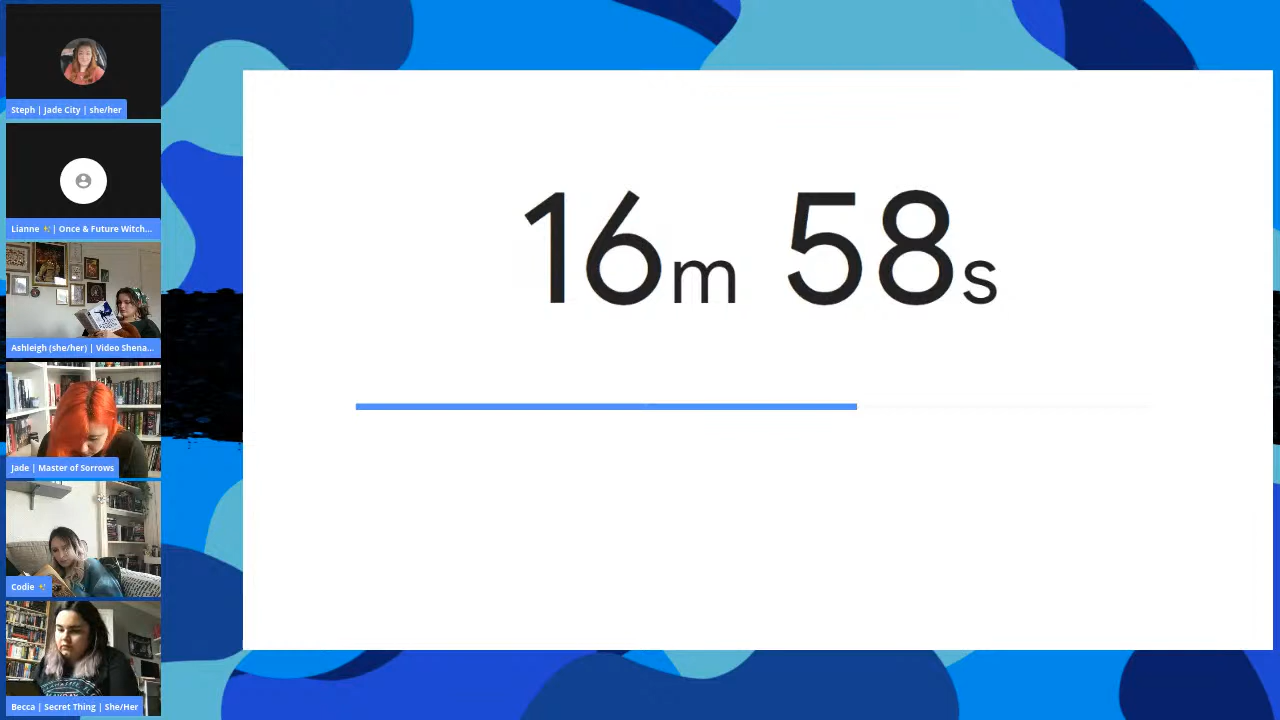 Steph | Jade City | she/her
Lianne ✨ | Once & Future Witch...
Ashleigh (she/her) | Video Shena...
Jade | Master of Sorrows
Codie ✨
Becca | Secret Thing | She/Her
16m 58s